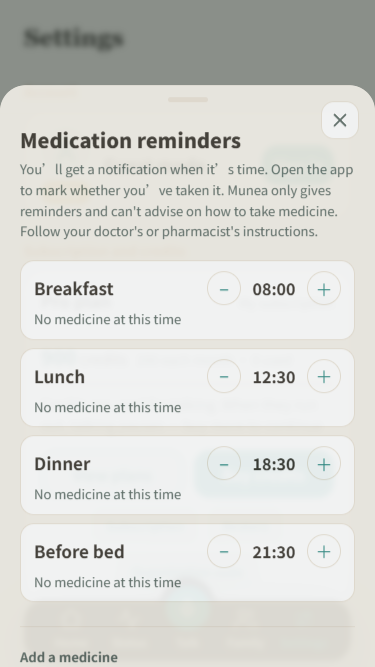 Settings
Medication reminders
You’ll get a notification when it’s time. Open the app
to mark whether you’ve taken it. Munea only gives
reminders and can't advise on how to take medicine.
Follow your doctor's or pharmacist's instructions.
Breakfast
− 08:00 +
No medicine at this time
Lunch
− 12:30 +
No medicine at this time
Dinner
− 18:30 +
No medicine at this time
Before bed
− 21:30 +
No medicine at this time
Add a medicine